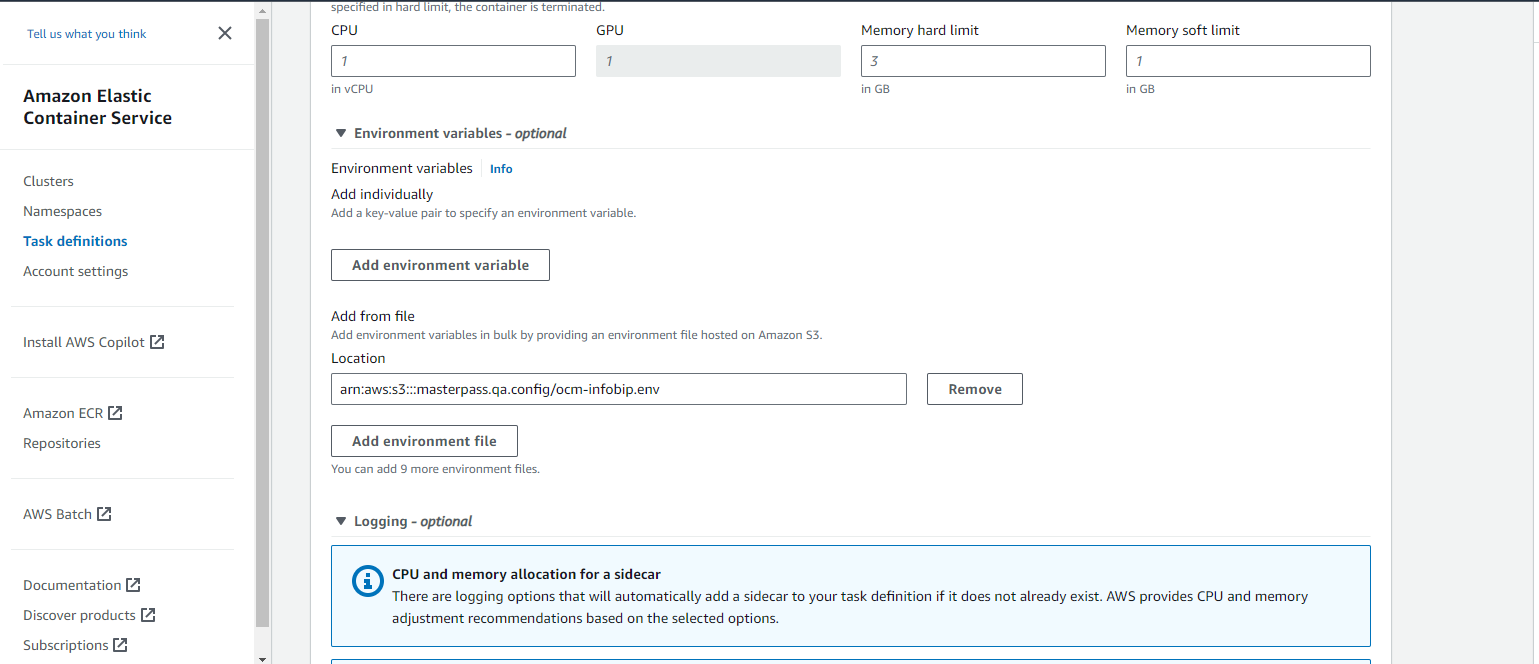 Tell us what you think
Amazon Elastic
Container Service
Clusters
Namespaces
Task definitions
Account settings
Install AWS Copilot
Amazon ECR
Repositories
AWS Batch
Documentation
Discover products
Subscriptions
specified in hard limit, the container is terminated.
CPU GPU Memory hard limit Memory soft limit
1 1 3 1
in vCPU in GB in GB
Environment variables - optional
Environment variables Info
Add individually
Add a key-value pair to specify an environment variable.
Add environment variable
Add from file
Add environment variables in bulk by providing an environment file hosted on Amazon S3.
Location
arn:aws:s3:::masterpass.qa.config/ocm-infobip.env Remove
Add environment file
You can add 9 more environment files.
Logging - optional
CPU and memory allocation for a sidecar
There are logging options that will automatically add a sidecar to your task definition if it does not already exist. AWS provides CPU and memory
adjustment recommendations based on the selected options.